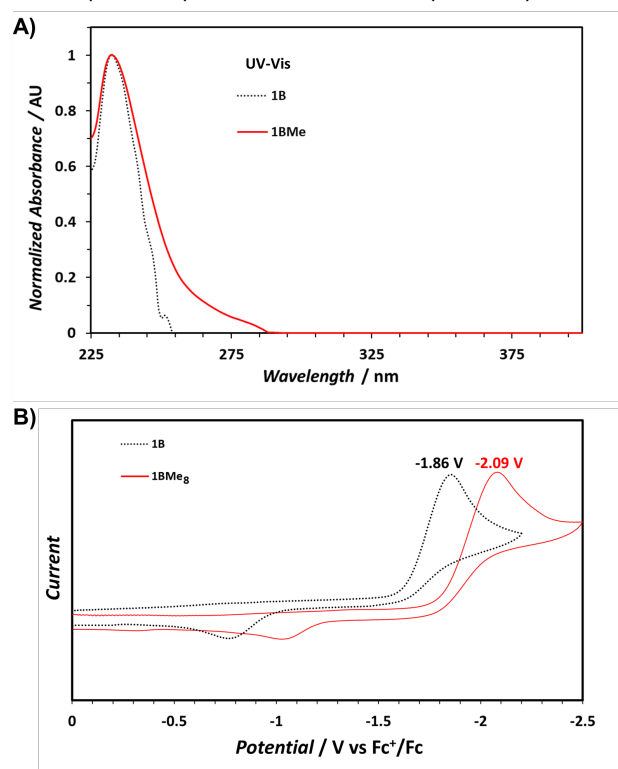 A)
UV-Vis
1B
1BMe
Normalized Absorbance / AU
1
0.8
0.6
0.4
0.2
0
225
275
325
375
Wavelength / nm
B)
1B
1BMe8
-1.86 V
-2.09 V
Current
0
-0.5
-1
-1.5
-2
-2.5
Potential / V vs Fc⁺/Fc